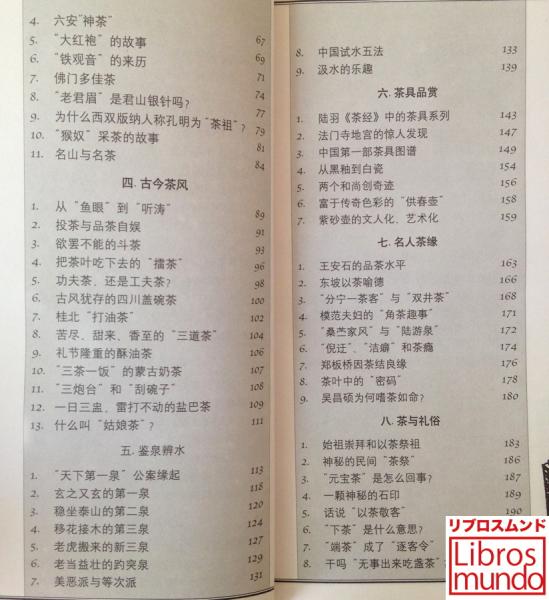 4. 六安“神茶” 67
5. “大红袍”的故事 69
6. “铁观音”的来历 71
7. 佛门多佳茶 74
8. “老君眉”是君山银针吗? 77
9. 为什么西双版纳人称孔明为“茶祖”? 79
10. “猴奴”采茶的故事 81
11. 名山与名茶 84
四. 古今茶风
1. 从“鱼眼”到“听涛” 89
2. 投茶与品茶自娱 91
3. 欲罢不能的斗茶 93
4. 把茶叶吃下去的“擂茶” 96
5. 功夫茶、还是工夫茶? 98
6. 古风犹存的四川盖碗茶 100
7. 桂北“打油茶” 102
8. 苦尽、甜来、香至的“三道茶” 104
9. 礼节隆重的酥油茶 106
10. “三茶一饭”的蒙古奶茶 107
11. “三炮台”和“刮碗子” 108
12. 一日三盅、雷打不动的盐巴茶 109
13. 什么叫“姑娘茶”? 111
五. 鉴泉辨水
1. “天下第一泉”公案缘起 113
2. 玄之又玄的第一泉 118
3. 稳坐泰山的第二泉 120
4. 移花接木的第三泉 124
5. 老虎搬来的新三泉 127
6. 老当益壮的趵突泉 129
7. 美恶派与等次派 131
8. 中国试水五法 133
9. 汲水的乐趣 139
六. 茶具品赏
1. 陆羽《茶经》中的茶具系列 143
2. 法门寺地宫的惊人发现 147
3. 中国第一部茶具图谱 149
4. 从黑釉到白瓷 154
5. 两个和尚创奇迹 156
6. 富于传奇色彩的“供春壶” 158
7. 紫砂壶的文人化、艺术化 159
七. 名人茶缘
1. 王安石的品茶水平 163
2. 东坡以茶喻德 166
3. “分宁一茶客”与“双井茶” 168
4. 模范夫妇的“角茶趣事” 171
5. “桑苎家风”与“陆游泉” 172
6. “倪迂”、“洁癖”和茶痴 174
7. 郑板桥因茶结良缘 176
8. 茶叶中的“密码” 178
9. 吴昌硕为何嗜茶如命? 180
八. 茶与礼俗
1. 始祖崇拜和以茶祭祖 183
2. 神秘的民间“茶祭” 186
3. “元宝茶”是怎么回事? 187
4. 一颗神秘的石印 189
5. 话说“以茶敬客” 190
6. “下茶”是什么意思?
7. “端茶”成了“逐客令”
8. 干吗“无事出来吃盏茶”
リブロスムンド
Libros
mundo